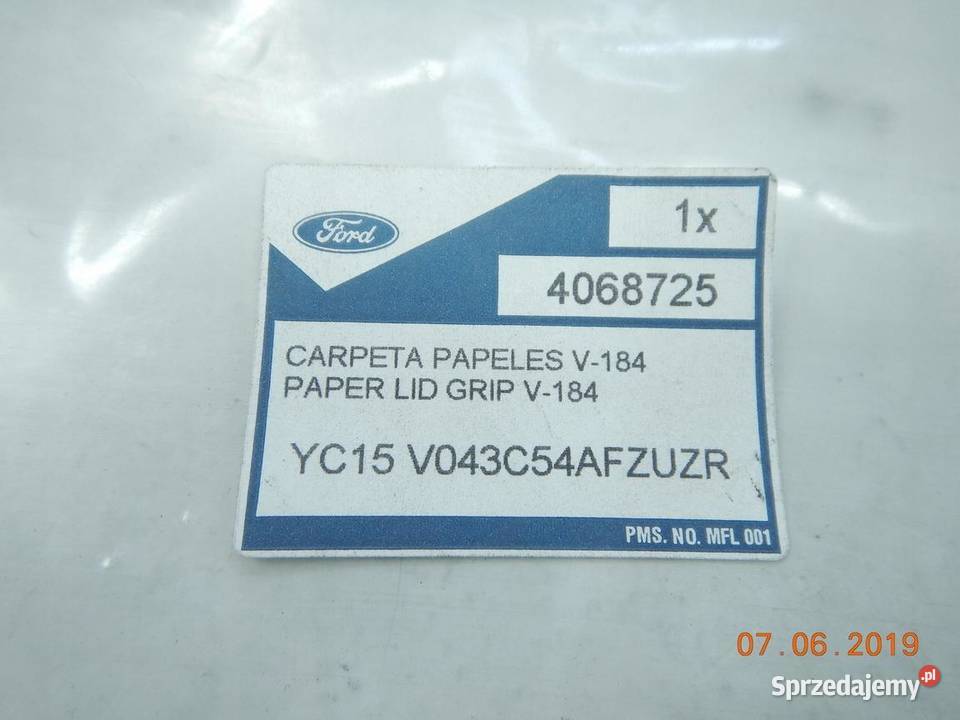 Ford
1x
4068725
CARPETA PAPELES V-184
PAPER LID GRIP V-184
YC15 V043C54AFZUZR
PMS. NO. MFL 001
07.06.2019
Sprzedajemy.pl